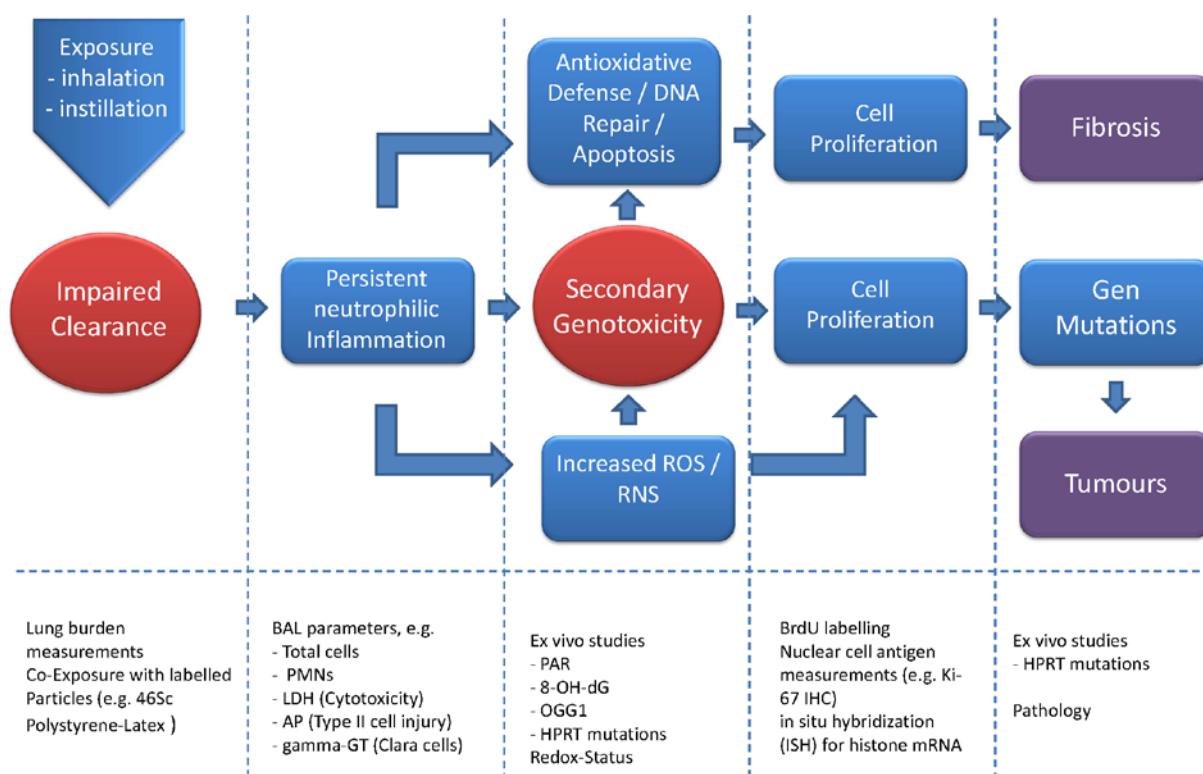 Exposure
- inhalation
- instillation
Antioxidative
Defense / DNA
Repair /
Apoptosis
Cell
Proliferation
Fibrosis
Impaired
Clearance
Persistent
neutrophilic
Inflammation
Secondary
Genotoxicity
Cell
Proliferation
Gen
Mutations
Increased ROS /
RNS
Tumours
Lung burden
measurements
Co-Exposure with labelled
Particles (e.g. 46Sc
Polystyrene-Latex )
BAL parameters, e.g.
- Total cells
- PMNs
- LDH (Cytotoxicity)
- AP (Type II cell injury)
- gamma-GT (Clara cells)
Ex vivo studies
- PAR
- 8-OH-dG
- OGG1
- HPRT mutations
Redox-Status
BrdU labelling
Nuclear cell antigen
measurements (e.g. Ki-
67 IHC)
in situ hybridization
(ISH) for histone mRNA
Ex vivo studies
- HPRT mutations
Pathology